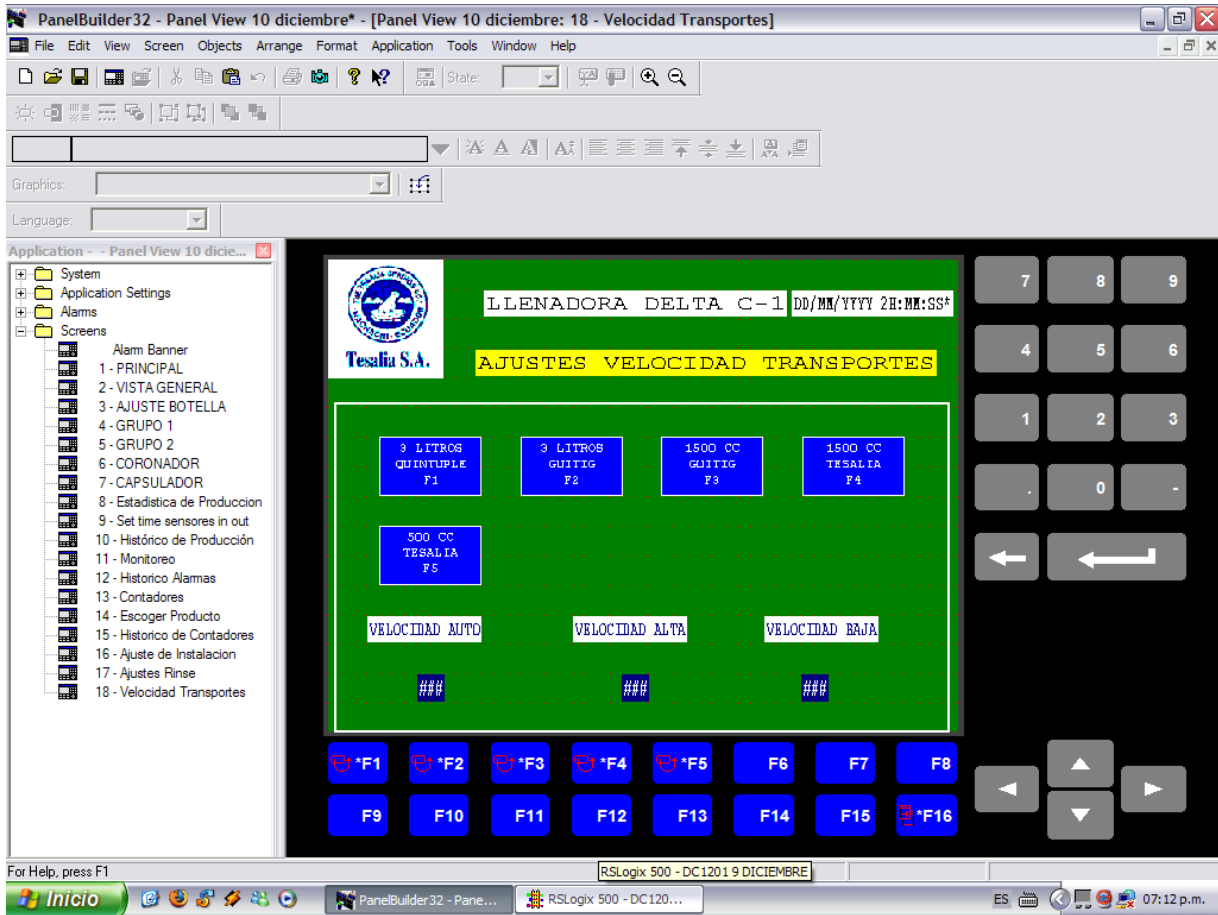 PanelBuilder32 - Panel View 10 diciembre* - [Panel View 10 diciembre: 18 - Velocidad Transportes]
File Edit View Screen Objects Arrange Format Application Tools Window Help
State:
Graphics:
Language:
Application - - Panel View 10 dicie...
System
Application Settings
Alarms
Screens
Alarm Banner
1 - PRINCIPAL
2 - VISTA GENERAL
3 - AJUSTE BOTELLA
4 - GRUPO 1
5 - GRUPO 2
6 - CORONADOR
7 - CAPSULADOR
8 - Estadistica de Produccion
9 - Set time sensores in out
10 - Histórico de Producción
11 - Monitoreo
12 - Historico Alarmas
13 - Contadores
14 - Escoger Producto
15 - Historico de Contadores
16 - Ajuste de Instalacion
17 - Ajustes Rinse
18 - Velocidad Transportes
Tesalia S.A.
LLENADORA DELTA C-1
DD/MM/YYYY 2H:MM:SS*
AJUSTES VELOCIDAD TRANSPORTES
3 LITROS
QUINTUPLE
F1
3 LITROS
GUITIG
F2
1500 CC
GUITIG
F3
1500 CC
TESALIA
F4
500 CC
TESALIA
F5
VELOCIDAD AUTO
VELOCIDAD ALTA
VELOCIDAD BAJA
###
###
###
*F1 *F2 *F3 *F4 *F5 F6 F7 F8
F9 F10 F11 F12 F13 F14 F15 *F16
7 8 9
4 5 6
1 2 3
. 0 -
For Help, press F1
RSLogix 500 - DC1201 9 DICIEMBRE
Inicio
PanelBuilder32 - Pane...
RSLogix 500 - DC120...
ES
07:12 p.m.